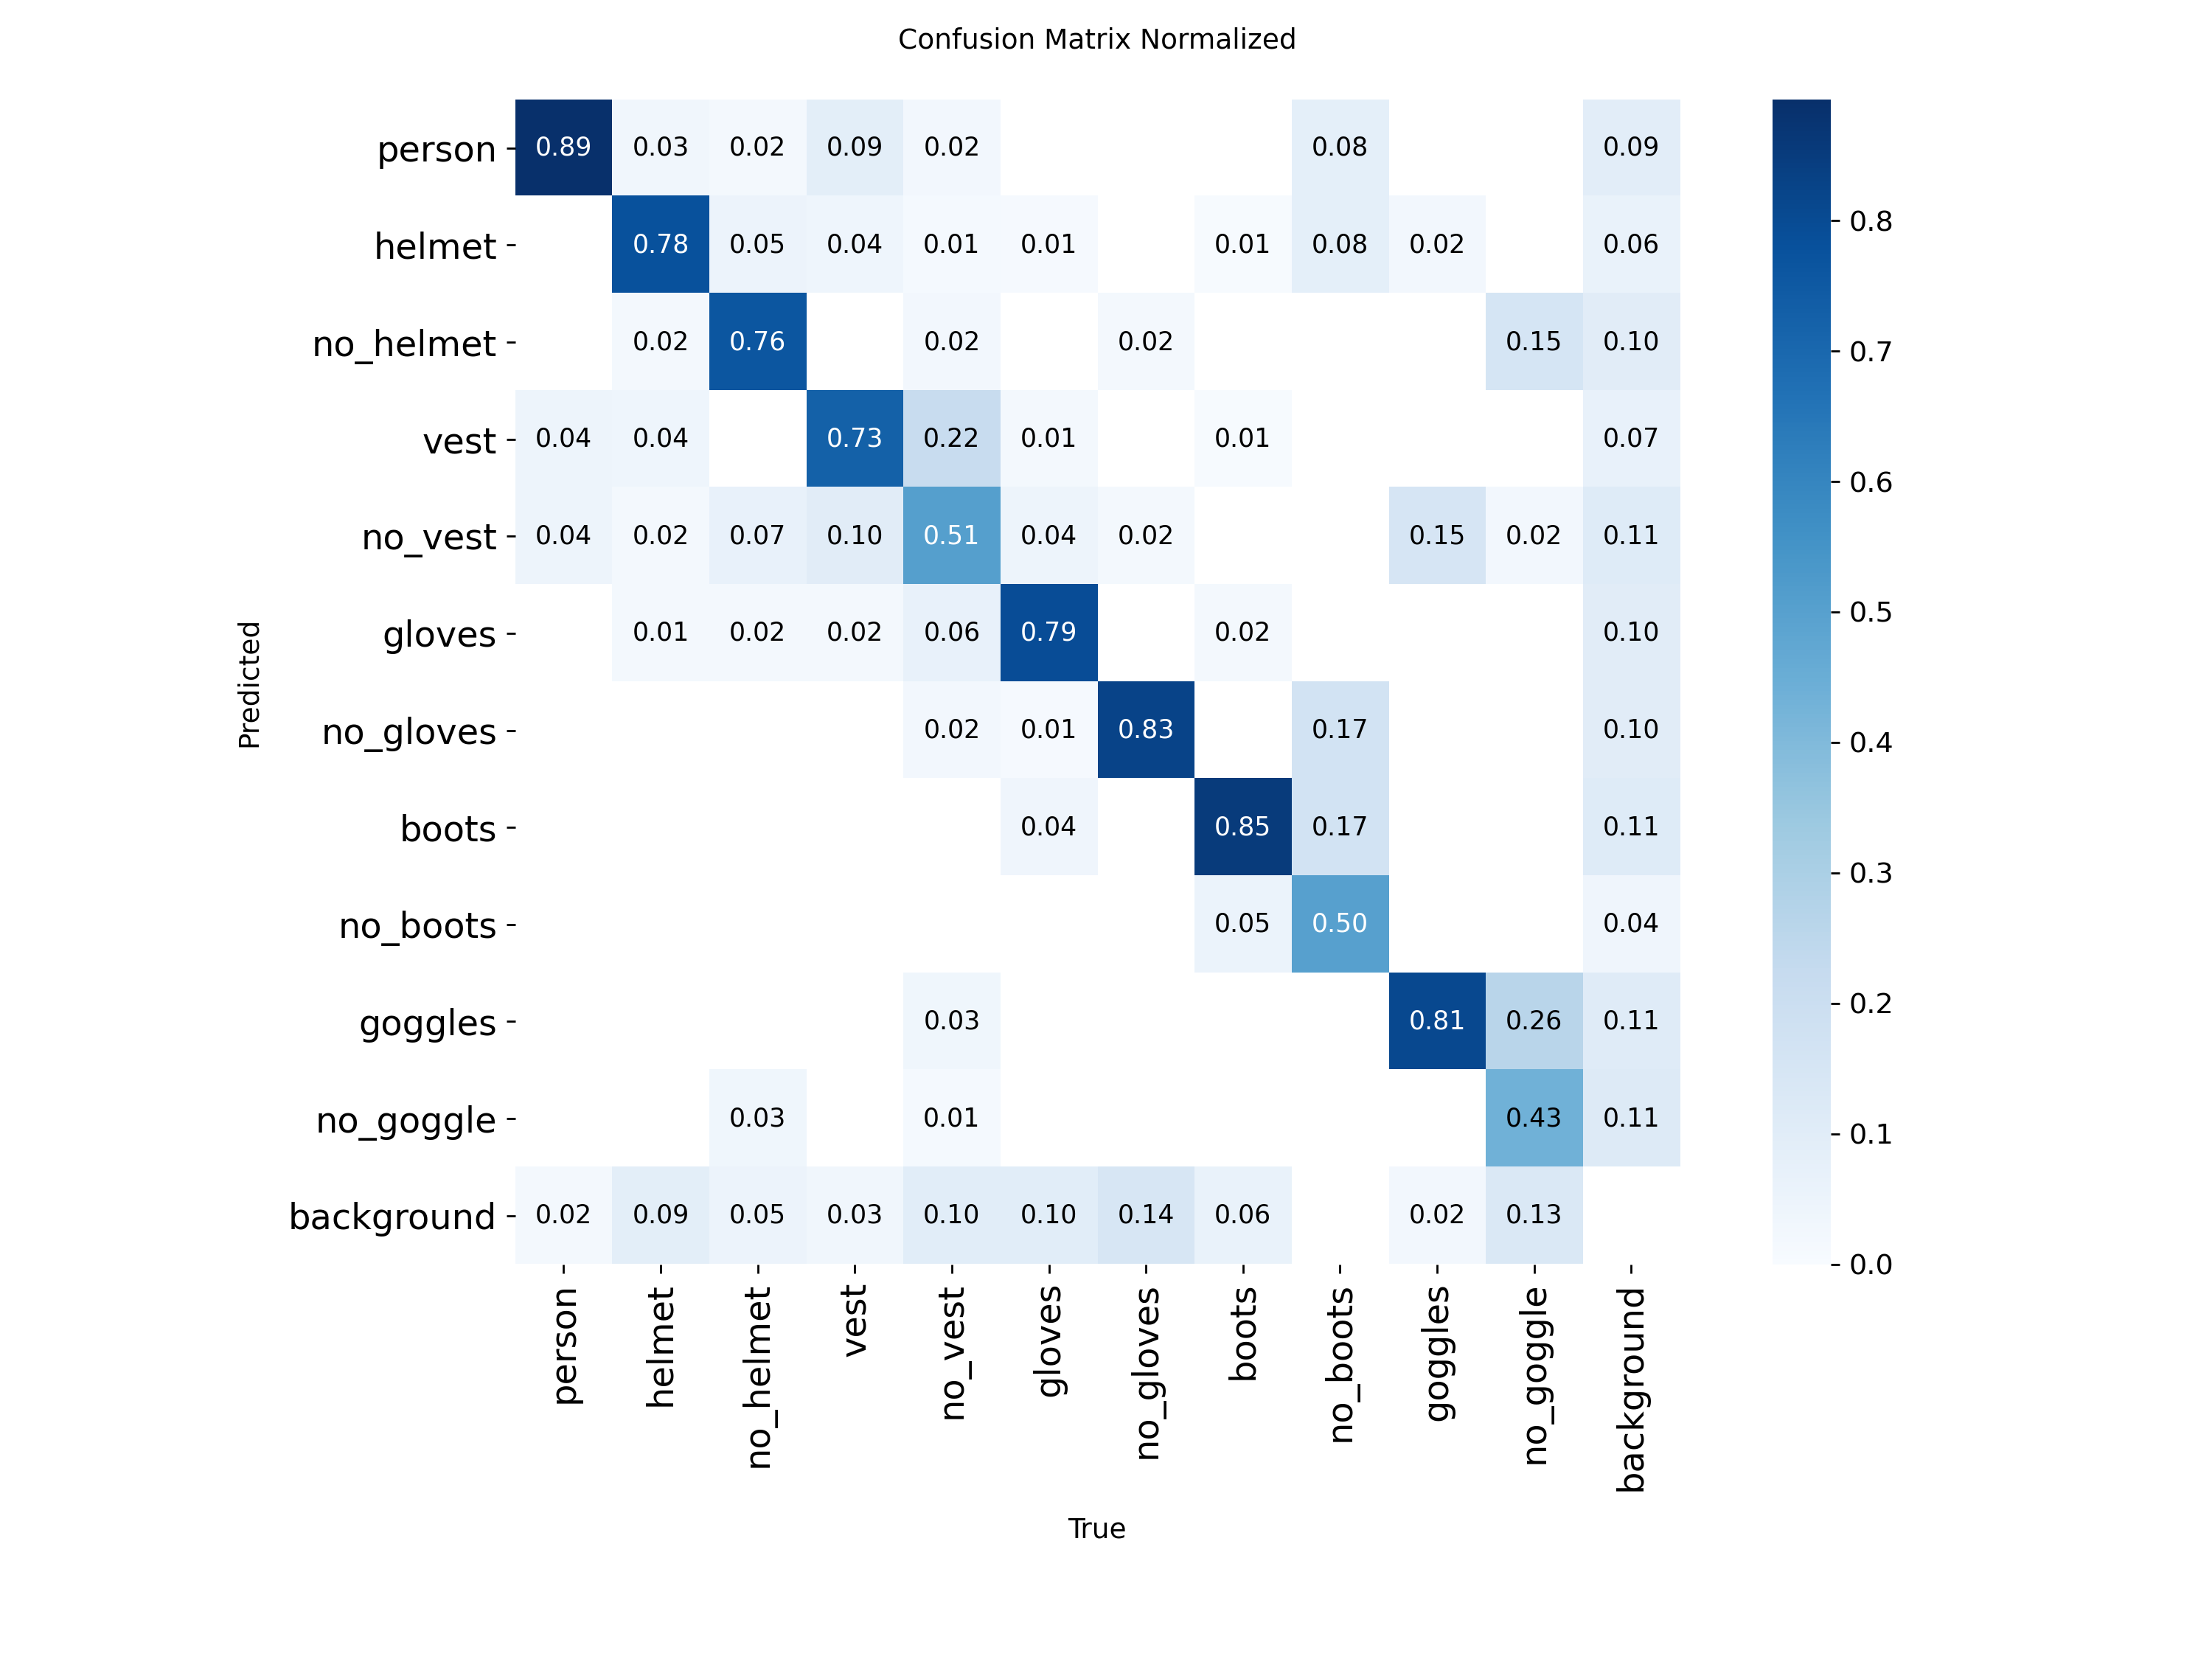 Confusion Matrix Normalized
person 0.89 0.03 0.02 0.09 0.02 0.08 0.09
helmet 0.78 0.05 0.04 0.01 0.01 0.01 0.08 0.02 0.06
no_helmet 0.02 0.76 0.02 0.02 0.15 0.10
vest 0.04 0.04 0.73 0.22 0.01 0.01 0.07
no_vest 0.04 0.02 0.07 0.10 0.51 0.04 0.02 0.15 0.02 0.11
gloves 0.01 0.02 0.02 0.06 0.79 0.02 0.10
no_gloves 0.02 0.01 0.83 0.17 0.10
boots 0.04 0.85 0.17 0.11
no_boots 0.05 0.50 0.04
goggles 0.03 0.81 0.26 0.11
no_goggle 0.03 0.01 0.43 0.11
background 0.02 0.09 0.05 0.03 0.10 0.10 0.14 0.06 0.02 0.13
Predicted
person
helmet
no_helmet
vest
no_vest
gloves
no_gloves
boots
no_boots
goggles
no_goggle
background
True
0.8
0.7
0.6
0.5
0.4
0.3
0.2
0.1
0.0